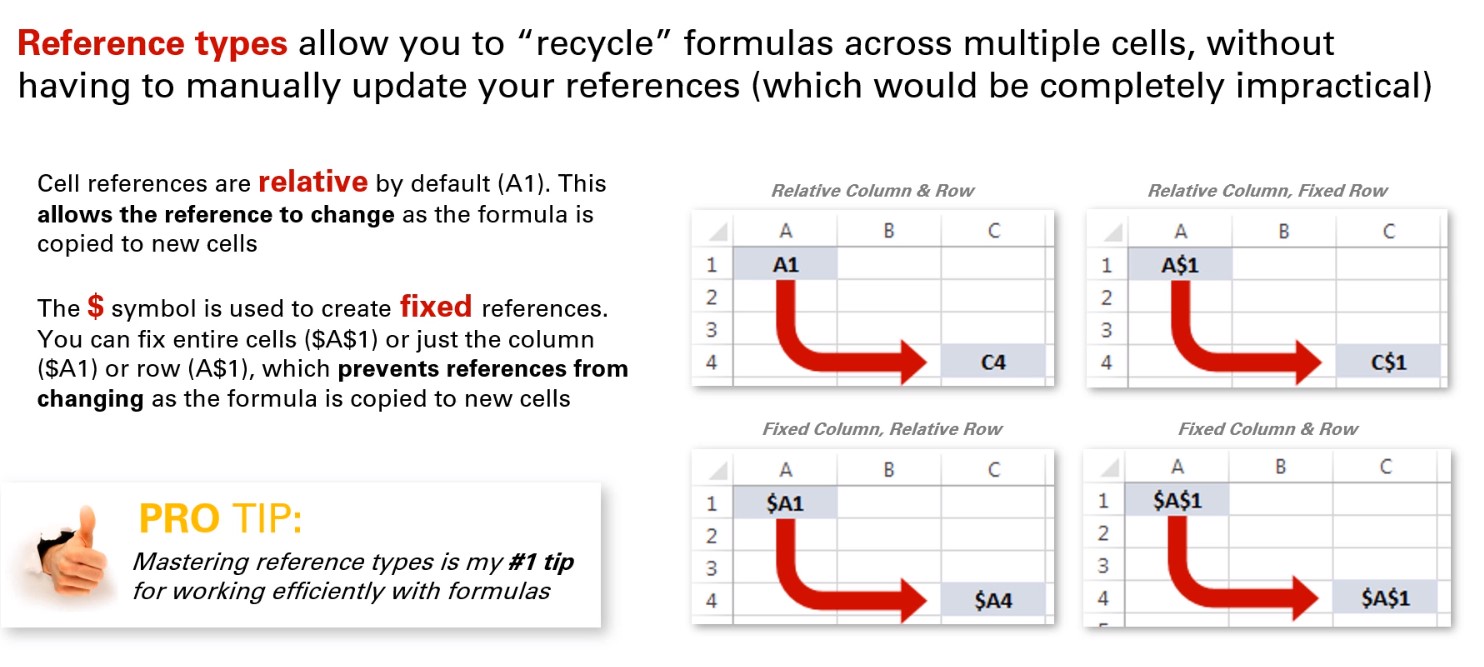 Reference types allow you to “recycle” formulas across multiple cells, without
having to manually update your references (which would be completely impractical)
Cell references are relative by default (A1). This
allows the reference to change as the formula is
copied to new cells
The $ symbol is used to create fixed references.
You can fix entire cells ($A$1) or just the column
($A1) or row (A$1), which prevents references from
changing as the formula is copied to new cells
PRO TIP:
Mastering reference types is my #1 tip
for working efficiently with formulas
Relative Column & Row
A B C
1 A1
2
3
4 C4
Relative Column, Fixed Row
A B C
1 A$1
2
3
4 C$1
Fixed Column, Relative Row
A B C
1 $A1
2
3
4 $A4
Fixed Column & Row
A B C
1 $A$1
2
3
4 $A$1